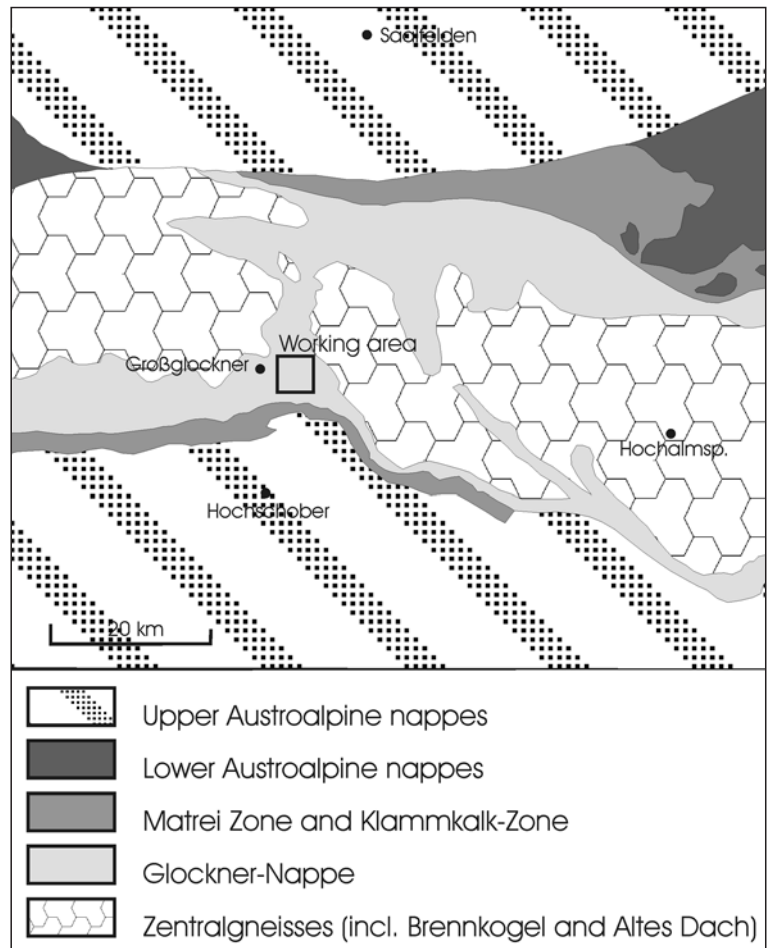 Saalfelden
Working area
Großglockner
Hochalmsp.
Hochschober
20 km
Upper Austroalpine nappes
Lower Austroalpine nappes
Matrei Zone and Klammkalk-Zone
Glockner-Nappe
Zentralgneisses (incl. Brennkogel and Altes Dach)